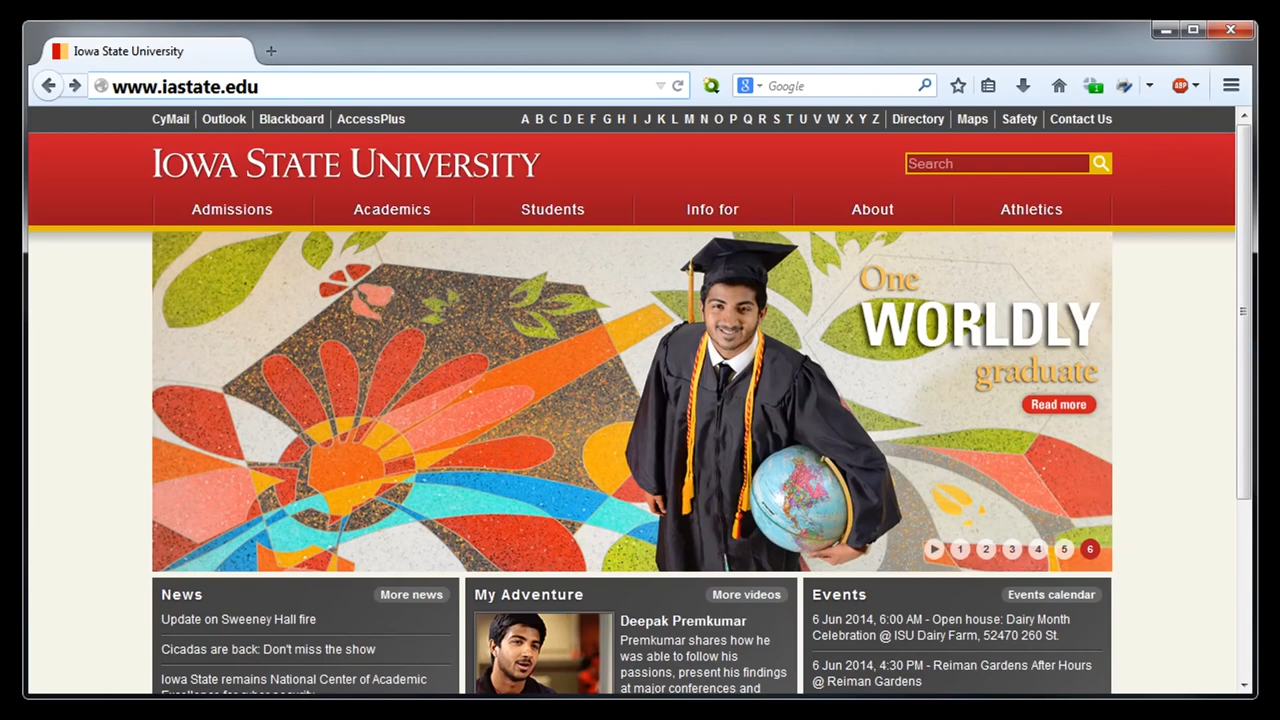 Iowa State University
www.iastate.edu
Google
ABP
CyMail Outlook Blackboard AccessPlus
A B C D E F G H I J K L M N O P Q R S T U V W X Y Z Directory Maps Safety Contact Us
IOWA STATE UNIVERSITY
Search
Admissions Academics Students Info for About Athletics
One
WORLDLY
graduate
Read more
1 2 3 4 5 6
News More news
Update on Sweeney Hall fire
Cicadas are back: Don't miss the show
Iowa State remains National Center of Academic
Excellence for cyber security
My Adventure More videos
Deepak Premkumar
Premkumar shares how he
was able to follow his
passions, present his findings
at major conferences and
Events Events calendar
6 Jun 2014, 6:00 AM - Open house: Dairy Month
Celebration @ ISU Dairy Farm, 52470 260 St.
6 Jun 2014, 4:30 PM - Reiman Gardens After Hours
@ Reiman Gardens